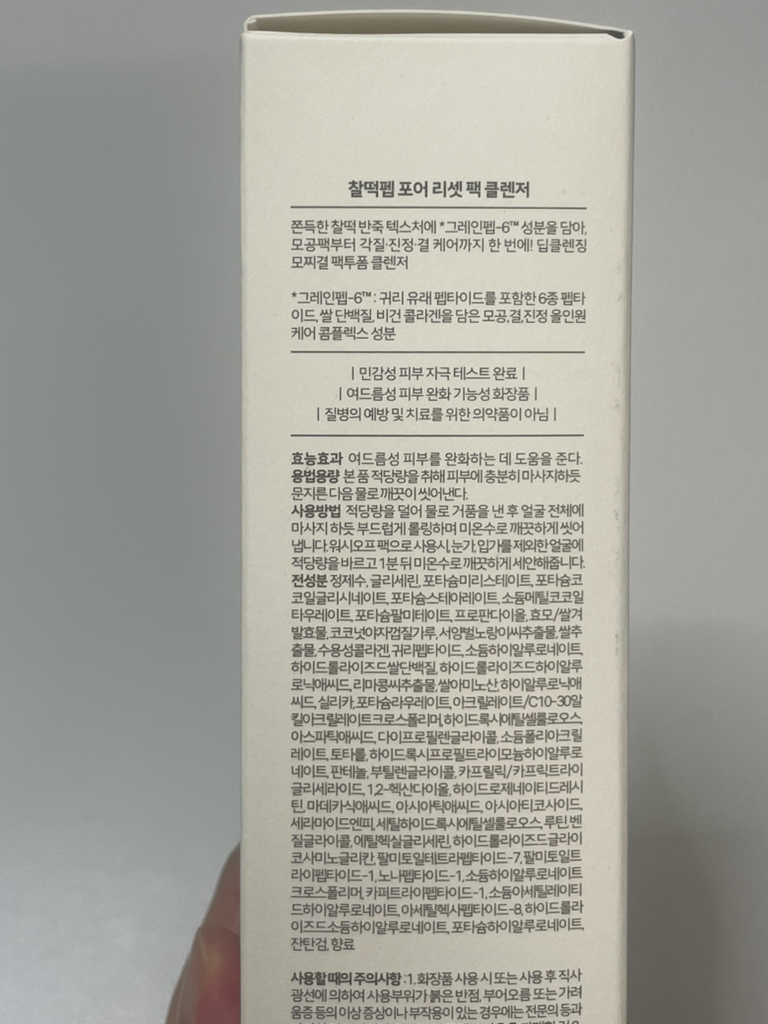 찰떡펩 포어 리셋 팩 클렌저
쫀득한 찰떡 반죽 텍스처에 *그레인펩-6™ 성분을 담아,
모공팩부터 각질·진정·결 케어까지 한 번에! 딥클렌징
모찌결 팩투폼 클렌저
*그레인펩-6™ : 귀리 유래 펩타이드를 포함한 6종 펩타
이드, 쌀 단백질, 비건 콜라겐을 담은 모공,결,진정 올인원
케어 콤플렉스 성분
| 민감성 피부 자극 테스트 완료 |
| 여드름성 피부 완화 기능성 화장품 |
| 질병의 예방 및 치료를 위한 의약품이 아님 |
효능효과 여드름성 피부를 완화하는 데 도움을 준다.
용법용량 본품 적당량을 취해 피부에 충분히 마사지하듯
문지른 다음 물로 깨끗이 씻어낸다.
사용방법 적당량을 덜어 물로 거품을 낸 후 얼굴 전체에
마사지 하듯 부드럽게 롤링하며 미온수로 깨끗하게 씻어
냅니다. 워시오프 팩으로 사용시, 눈가, 입가를 제외한 얼굴에
적당량을 바르고 1분 뒤 미온수로 깨끗하게 세안해줍니다.
전성분 정제수, 글리세린, 포타슘미리스테이트, 포타슘코
코일글리시네이트, 포타슘스테아레이트, 소듐메틸코코일
타우레이트, 포타슘팔미테이트, 프로판다이올, 효모/쌀겨
발효물, 코코넛야자껍질가루, 서양벌노랑이씨추출물, 쌀추
출물, 수용성콜라겐, 귀리펩타이드, 소듐하이알루로네이트,
하이드롤라이즈드쌀단백질, 하이드롤라이즈드하이알루
로닉애씨드, 리마콩씨추출물, 쌀아미노산, 하이알루로닉애
씨드, 실리카, 포타슘라우레이트, 아크릴레이트/C10-30알
킬아크릴레이트크로스폴리머, 하이드록시에틸셀룰로오스,
아스파틱애씨드, 다이프로필렌글라이콜, 소듐폴리아크릴
레이트, 토타롤, 하이드록시프로필트라이모늄하이알루로
네이트, 판테놀, 부틸렌글라이콜, 카프릴릭/카프릭트라이
글리세라이드, 1,2-헥산다이올, 하이드로제네이티드레시
틴, 마데카식애씨드, 아시아틱애씨드, 아시아티코사이드,
세라마이드엔피, 세틸하이드록시에틸셀룰로오스, 루틴, 벤
질글라이콜, 에틸헥실글리세린, 하이드롤라이즈드글라이
코사미노글리칸, 팔미토일테트라펩타이드-7, 팔미토일트
라이펩타이드-1, 노나펩타이드-1, 소듐하이알루로네이트
크로스폴리머, 카퍼트라이펩타이드-1, 소듐아세틸레이티
드하이알루로네이트, 아세틸헥사펩타이드-8, 하이드롤라
이즈드소듐하이알루로네이트, 포타슘하이알루로네이트,
잔탄검, 향료
사용할 때의 주의사항 : 1. 화장품 사용 시 또는 사용 후 직사
광선에 의하여 사용부위가 붉은 반점, 부어오름 또는 가려
움증 등의 이상 증상이나 부작용이 있는 경우에는 전문의 등과